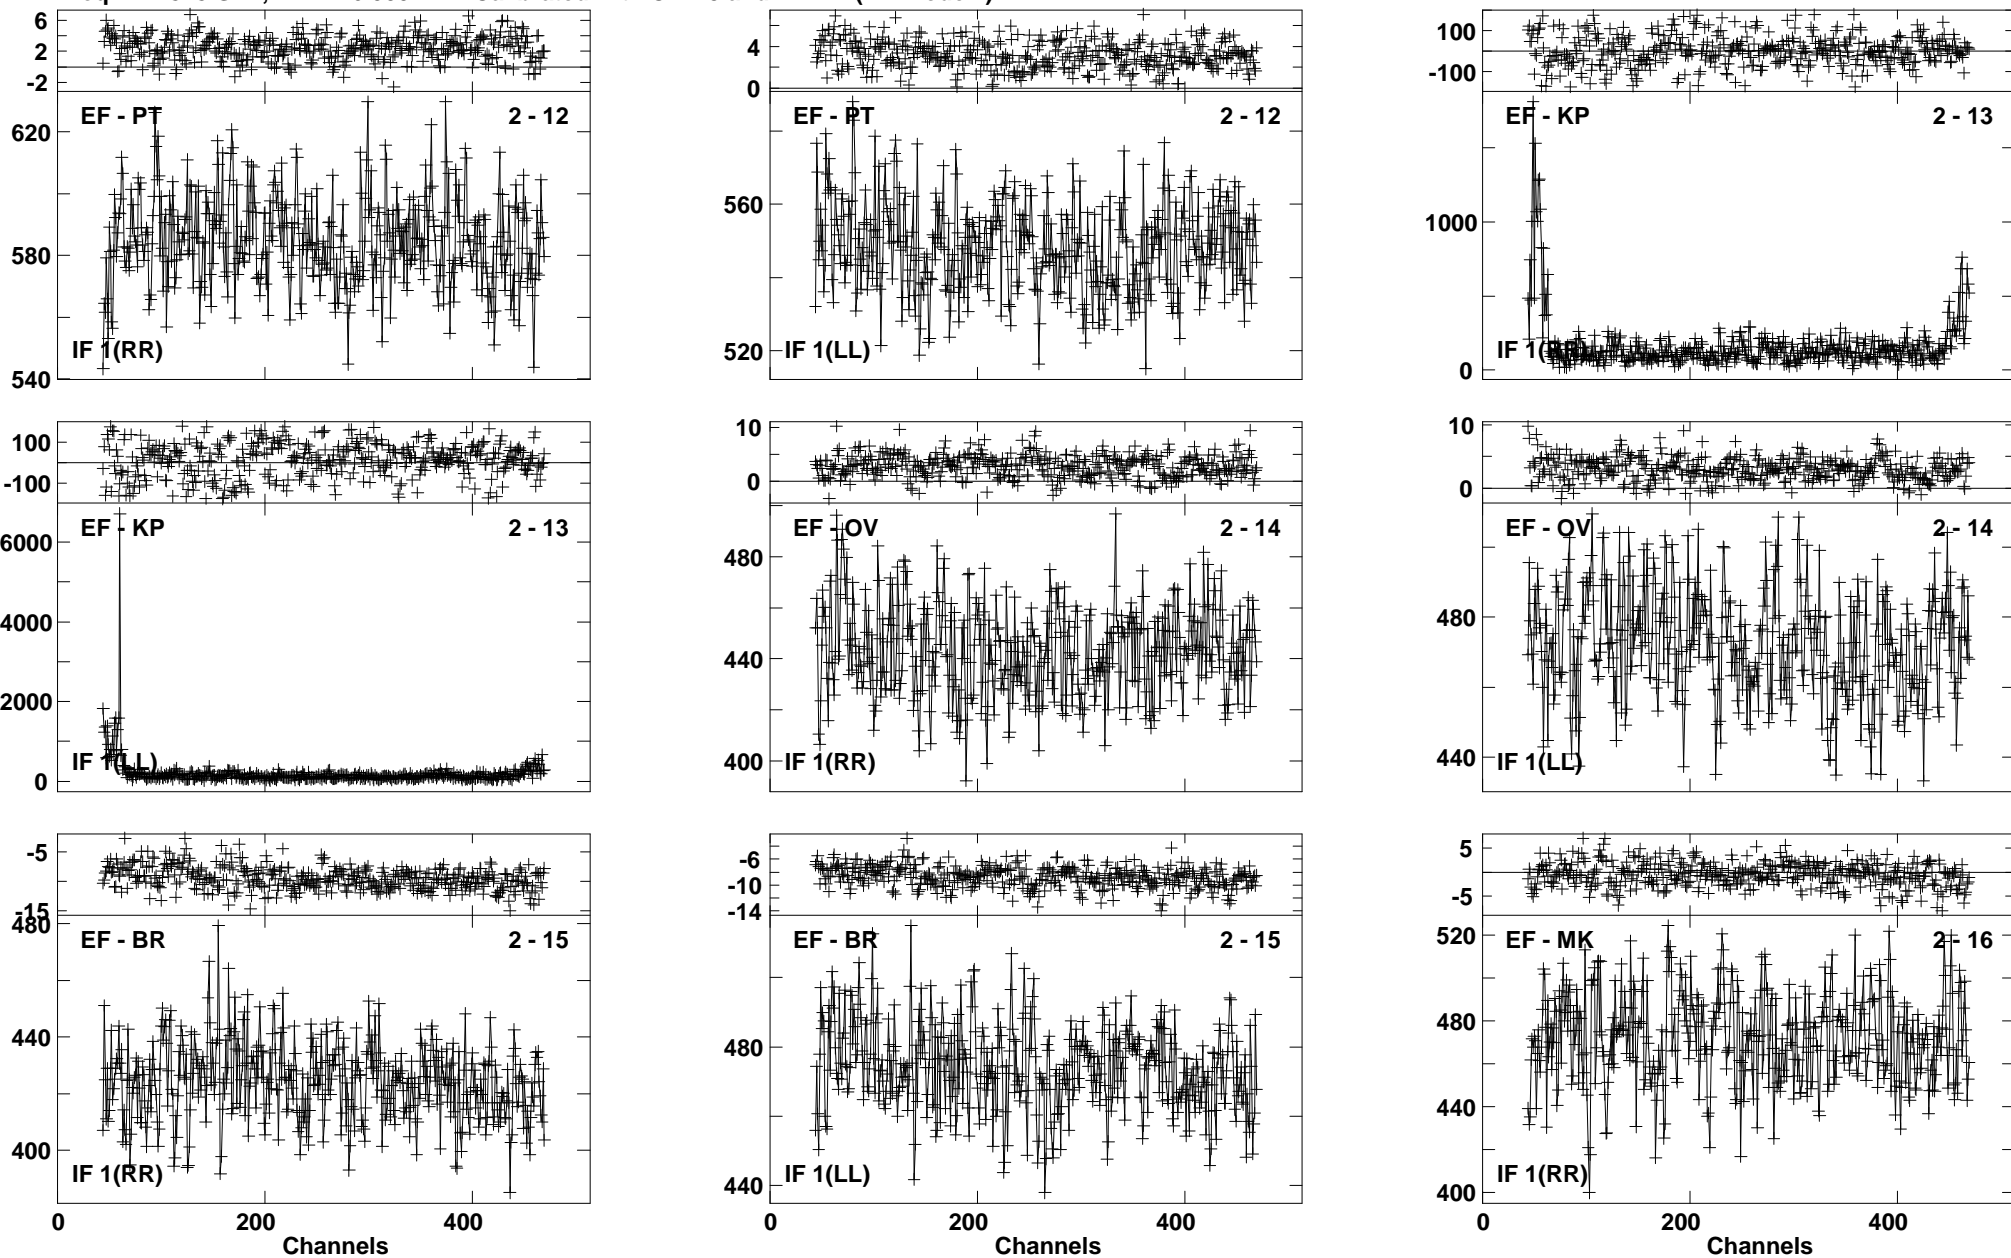 6
2
-2
EF - PT 2 - 12
620
580
540
IF 1(RR)
4
0
EF - PT 2 - 12
560
520
IF 1(LL)
100
-100
EF - KP 2 - 13
1000
0
IF 1(RR)
100
-100
EF - KP 2 - 13
6000
4000
2000
0
IF 1(LL)
10
0
EF - OV 2 - 14
480
440
400
IF 1(RR)
10
0
EF - OV 2 - 14
480
440
IF 1(LL)
-5
-15
EF - BR 2 - 15
480
440
400
IF 1(RR)
0 200 400
Channels
-6
-10
-14
EF - BR 2 - 15
480
440
IF 1(LL)
0 200 400
Channels
5
-5
EF - MK 2 - 16
520
480
440
400
IF 1(RR)
0 200 400
Channels